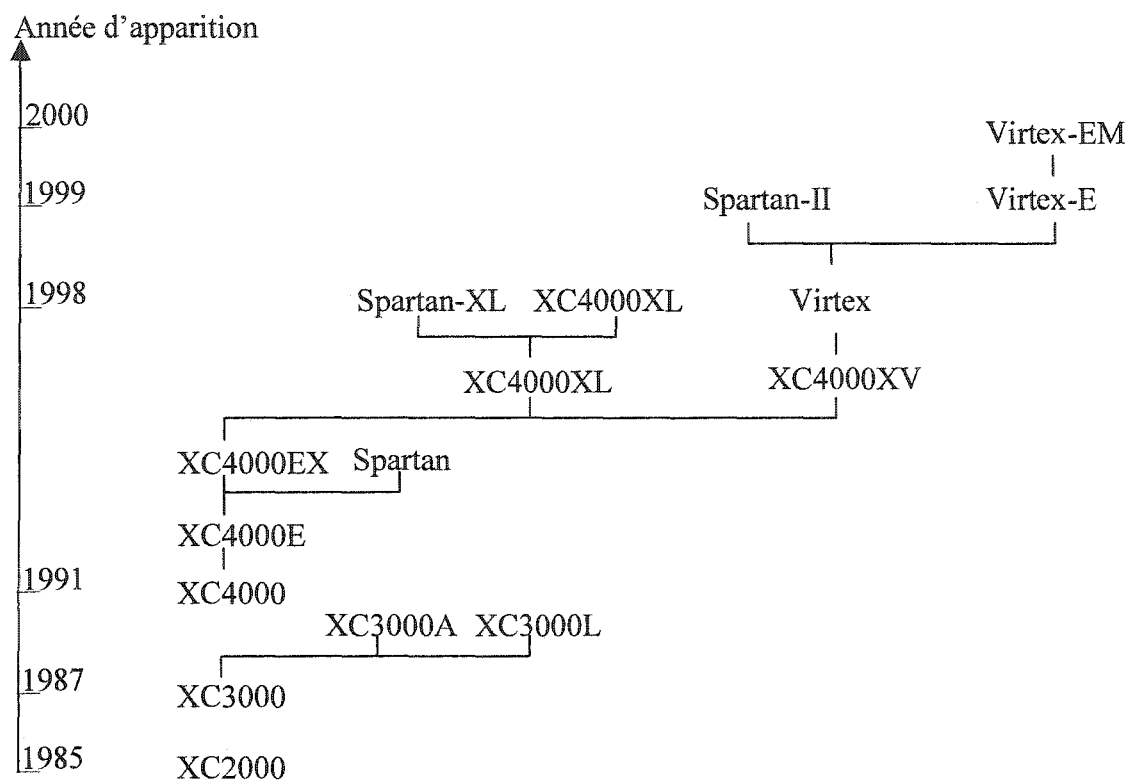 Année d'apparition
2000
Virtex-EM
1999
Spartan-II
Virtex-E
1998
Spartan-XL
XC4000XL
Virtex
XC4000XL
XC4000XV
XC4000EX
Spartan
XC4000E
1991
XC4000
XC3000A
XC3000L
1987
XC3000
1985
XC2000